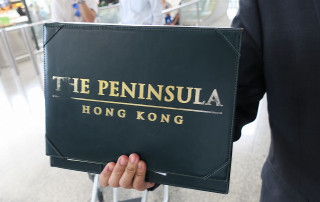 THE PENINSULA
HONG KONG